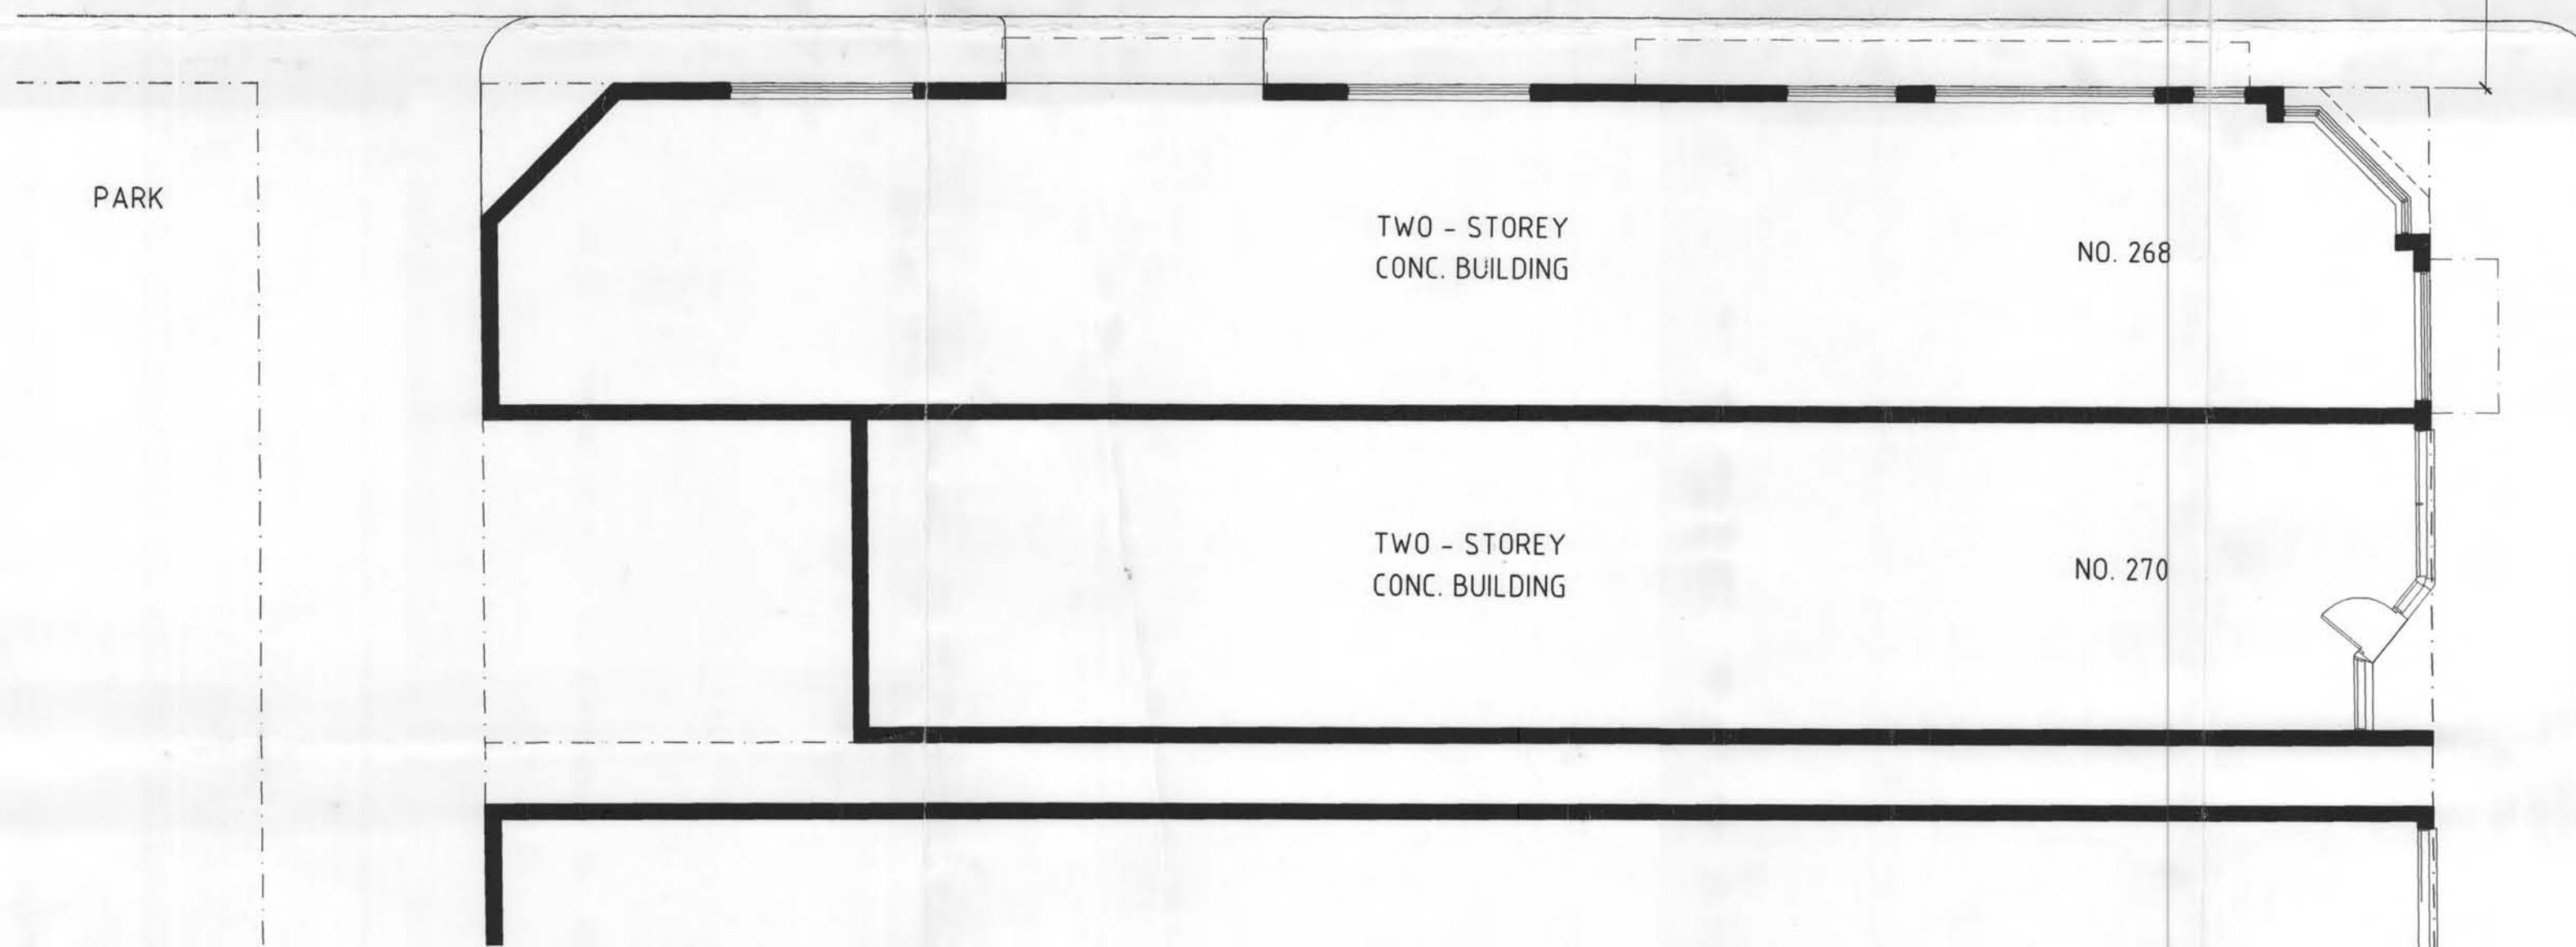 PARK
TWO - STOREY
CONC. BUILDING
NO. 268
TWO - STOREY
CONC. BUILDING
NO. 270